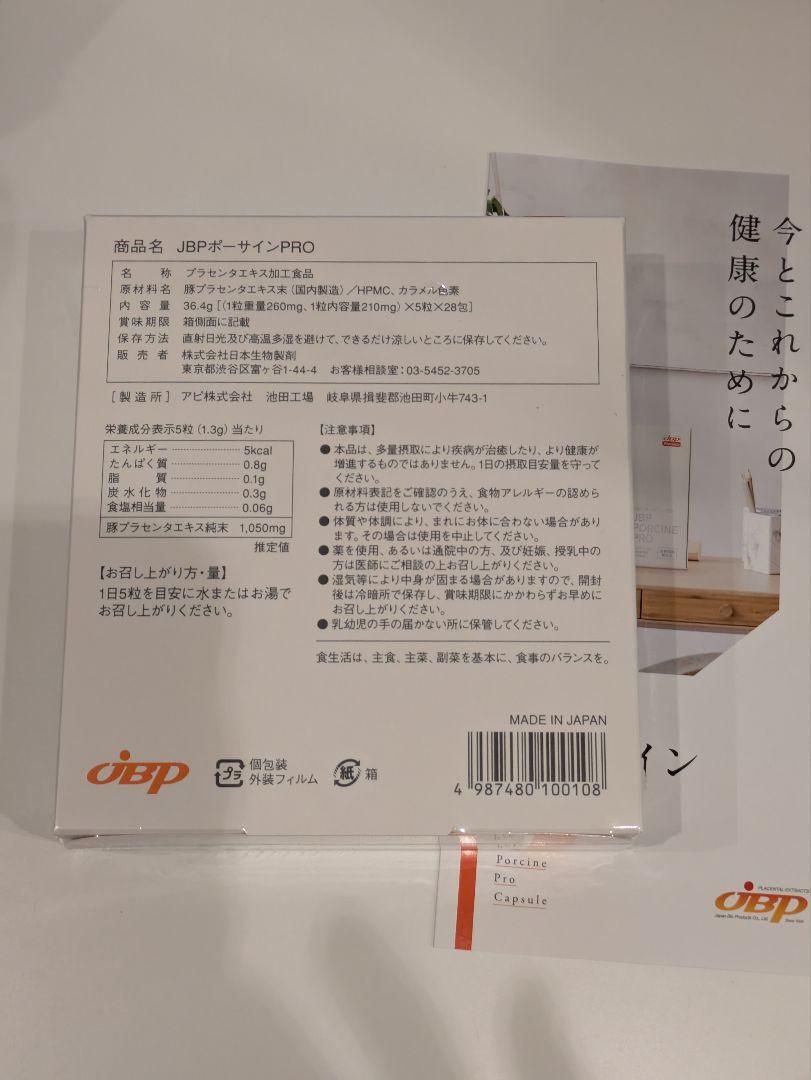 商品名 JBPポーサインPRO
名 称 プラセンタエキス加工食品
原材料名 豚プラセンタエキス末(国内製造)/HPMC、カラメル色素
内 容 量 36.4g[(1粒重量260mg、1粒内容量210mg)×5粒×28包]
賞味期限 箱側面に記載
保存方法 直射日光及び高温多湿を避けて、できるだけ涼しいところに保存してください。
販 売 者 株式会社日本生物製剤
東京都渋谷区富ヶ谷1-44-4 お客様相談室:03-5452-3705
[製造所] アピ株式会社 池田工場 岐阜県揖斐郡池田町小牛743-1
栄養成分表示5粒(1.3g)当たり
エネルギー 5kcal
たんぱく質 0.8g
脂 質 0.1g
炭水化物 0.3g
食塩相当量 0.06g
豚プラセンタエキス純末 1,050mg
推定値
【お召し上がり方・量】
1日5粒を目安に水またはお湯で
お召し上がりください。
【注意事項】
●本品は、多量摂取により疾病が治癒したり、より健康が
増進するものではありません。1日の摂取目安量を守って
ください。
●原材料表記をご確認のうえ、食物アレルギーの認めら
れる方は使用しないでください。
●体質や体調により、まれにお体に合わない場合があり
ます。その場合は使用を中止してください。
●薬を使用、あるいは通院中の方、及び妊娠、授乳中の
方は医師にご相談の上お召し上がりください。
●湿気等により中身が固まる場合がありますので、開封
後は冷暗所で保存し、賞味期限にかかわらずお早めに
お召し上がりください。
●乳幼児の手の届かない所に保管してください。
食生活は、主食、主菜、副菜を基本に、食事のバランスを。
MADE IN JAPAN
4 987480 100108
JBP
プラ
個包装
外装フィルム
紙
箱
今とこれからの
健康のために
JBP
PORCINE
PRO
イン
Porcine
Pro
Capsule
PLACENTAL EXTRACTS
JBP
Japan Bio Products Co., Ltd.